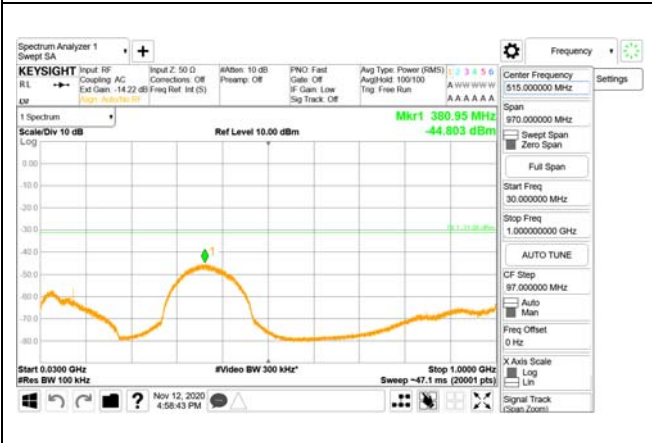 Spectrum Analyzer 1
Swept SA
+
Frequency
KEYSIGHT Input: RF Input Z: 50 Ω #Atten: 10 dB PNO: Fast Avg Type: Power (RMS) 1 2 3 4 5 6
RL Coupling: AC Corrections: Off Preamp: Off Gate: Off Avg|Hold: 100/100 A W W W W W
Ext Gain: -14.22 dB Freq Ref: Int (S) IF Gain: Low Trig: Free Run
Align: Auto/No RF Sig Track: Off A A A A A A
1 Spectrum
Mkr1 380.95 MHz
Scale/Div 10 dB Ref Level 10.00 dBm -44.803 dBm
Log
0.00
-10.0
-20.0
-30.0
-40.0
1
-50.0
-60.0
-70.0
-80.0
Start 0.0300 GHz #Video BW 300 kHz* Stop 1.0000 GHz
#Res BW 100 kHz Sweep ~47.1 ms (20001 pts)
? Nov 12, 2020
4:58:43 PM
Center Frequency
515.000000 MHz
Settings
Span
970.000000 MHz
Swept Span
Zero Span
Full Span
Start Freq
30.000000 MHz
Stop Freq
1.000000000 GHz
AUTO TUNE
CF Step
97.000000 MHz
Auto
Man
Freq Offset
0 Hz
X Axis Scale
Log
Lin
Signal Track
(Span Zoom)